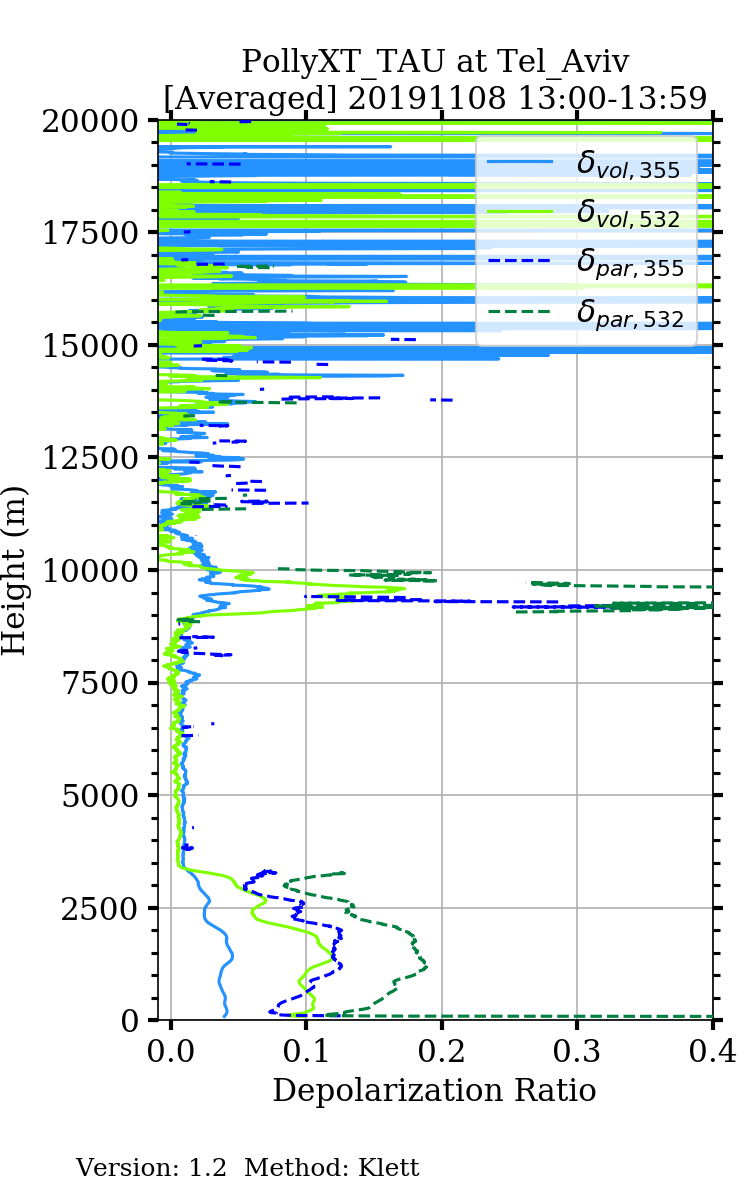 PollyXT_TAU at Tel_Aviv
[Averaged] 20191108 13:00-13:59
20000
17500
15000
12500
10000
7500
5000
2500
0
Height (m)
δvol, 355
δvol, 532
δpar, 355
δpar, 532
0.0 0.1 0.2 0.3 0.4
Depolarization Ratio
Version: 1.2 Method: Klett